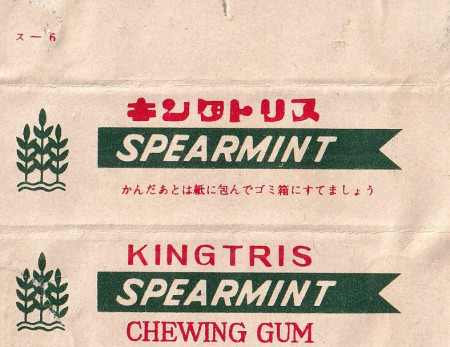 スー6
キングトリス
SPEARMINT
かんだあとは紙に包んでゴミ箱にすてましょう
KINGTRIS
SPEARMINT
CHEWING GUM